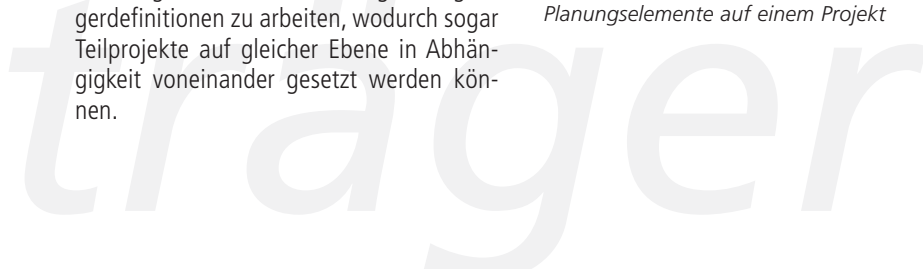 gerdefinitionen zu arbeiten, wodurch sogar
Teilprojekte auf gleicher Ebene in Abhän-
gigkeit voneinander gesetzt werden kön-
nen.
Planungselemente auf einem Projekt
träger